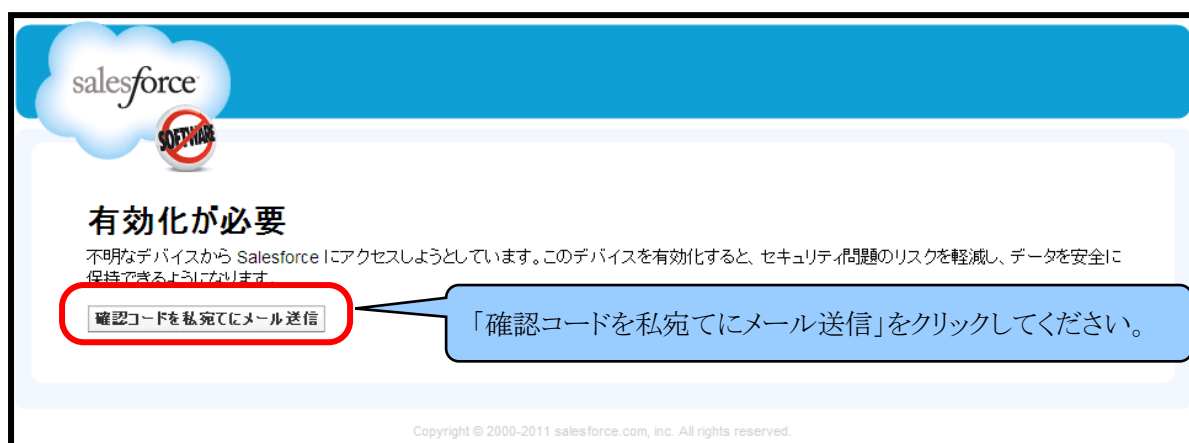 salesforce
SOFTWARE
有効化が必要
不明なデバイスから Salesforce にアクセスしようとしています。このデバイスを有効化すると、セキュリティ問題のリスクを軽減し、データを安全に
保持できるようになります。
確認コードを私宛てにメール送信
「確認コードを私宛てにメール送信」をクリックしてください。
Copyright © 2000-2011 salesforce.com, inc. All rights reserved.